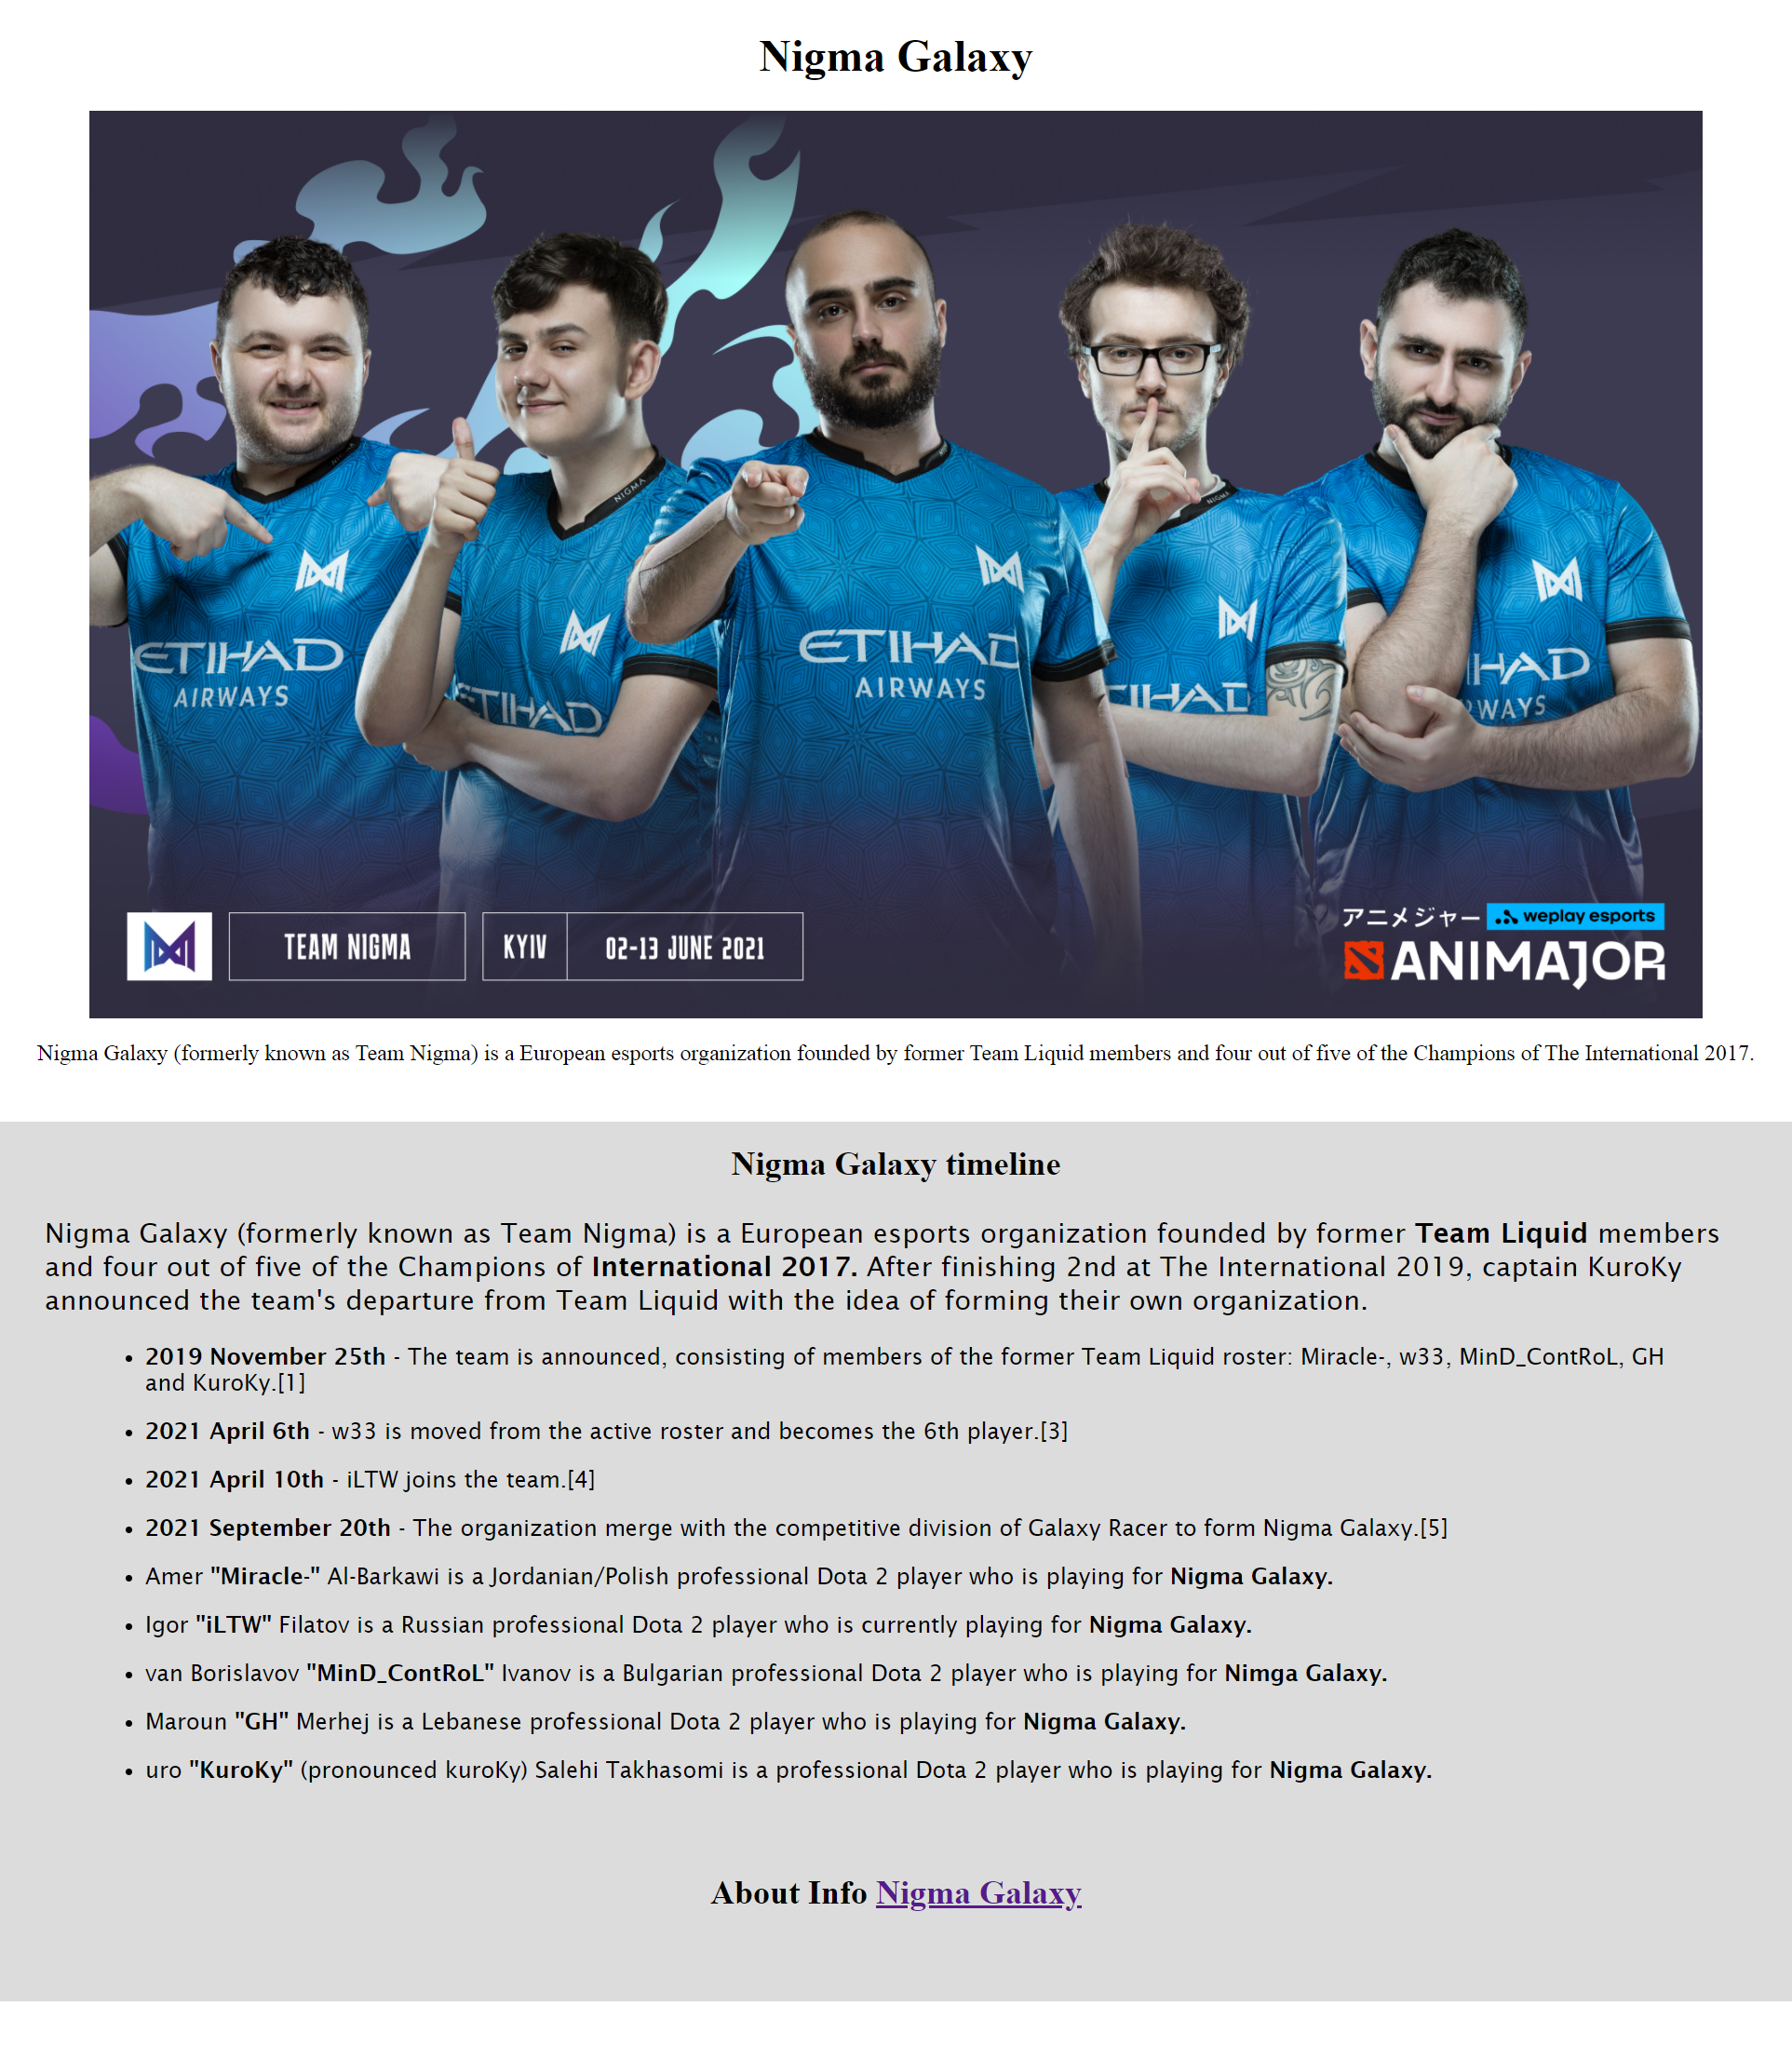 Nigma Galaxy
NIGMA
NIGMA
ETIHAD
AIRWAYS
ETIHAD
ETIHAD
AIRWAYS
ETIHAD
HAD
WAYS
TEAM NIGMA
KYIV
02-13 JUNE 2021
アニメジャー
weplay esports
ANIMAJOR
Nigma Galaxy (formerly known as Team Nigma) is a European esports organization founded by former Team Liquid members and four out of five of the Champions of The International 2017.
Nigma Galaxy timeline
Nigma Galaxy (formerly known as Team Nigma) is a European esports organization founded by former Team Liquid members
and four out of five of the Champions of International 2017. After finishing 2nd at The International 2019, captain KuroKy
announced the team's departure from Team Liquid with the idea of forming their own organization.
• 2019 November 25th - The team is announced, consisting of members of the former Team Liquid roster: Miracle-, w33, MinD_ContRoL, GH
and KuroKy.[1]
• 2021 April 6th - w33 is moved from the active roster and becomes the 6th player.[3]
• 2021 April 10th - iLTW joins the team.[4]
• 2021 September 20th - The organization merge with the competitive division of Galaxy Racer to form Nigma Galaxy.[5]
• Amer "Miracle-" Al-Barkawi is a Jordanian/Polish professional Dota 2 player who is playing for Nigma Galaxy.
• Igor "iLTW" Filatov is a Russian professional Dota 2 player who is currently playing for Nigma Galaxy.
• van Borislavov "MinD_ContRoL" Ivanov is a Bulgarian professional Dota 2 player who is playing for Nimga Galaxy.
• Maroun "GH" Merhej is a Lebanese professional Dota 2 player who is playing for Nigma Galaxy.
• uro "KuroKy" (pronounced kuroKy) Salehi Takhasomi is a professional Dota 2 player who is playing for Nigma Galaxy.
About Info Nigma Galaxy